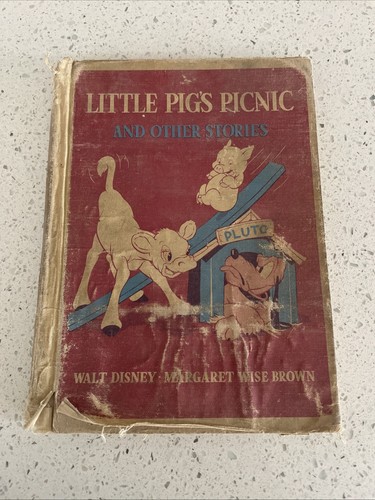 LITTLE PIG'S PICNIC
AND OTHER STORIES
PLUTO
WALT DISNEY · MARGARET WISE BROWN